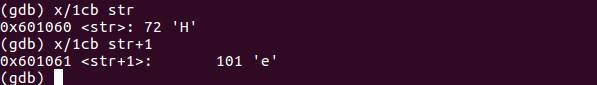 (gdb) x/1cb str
0x601060 <str>: 72 'H'
(gdb) x/1cb str+1
0x601061 <str+1>:        101 'e'
(gdb)